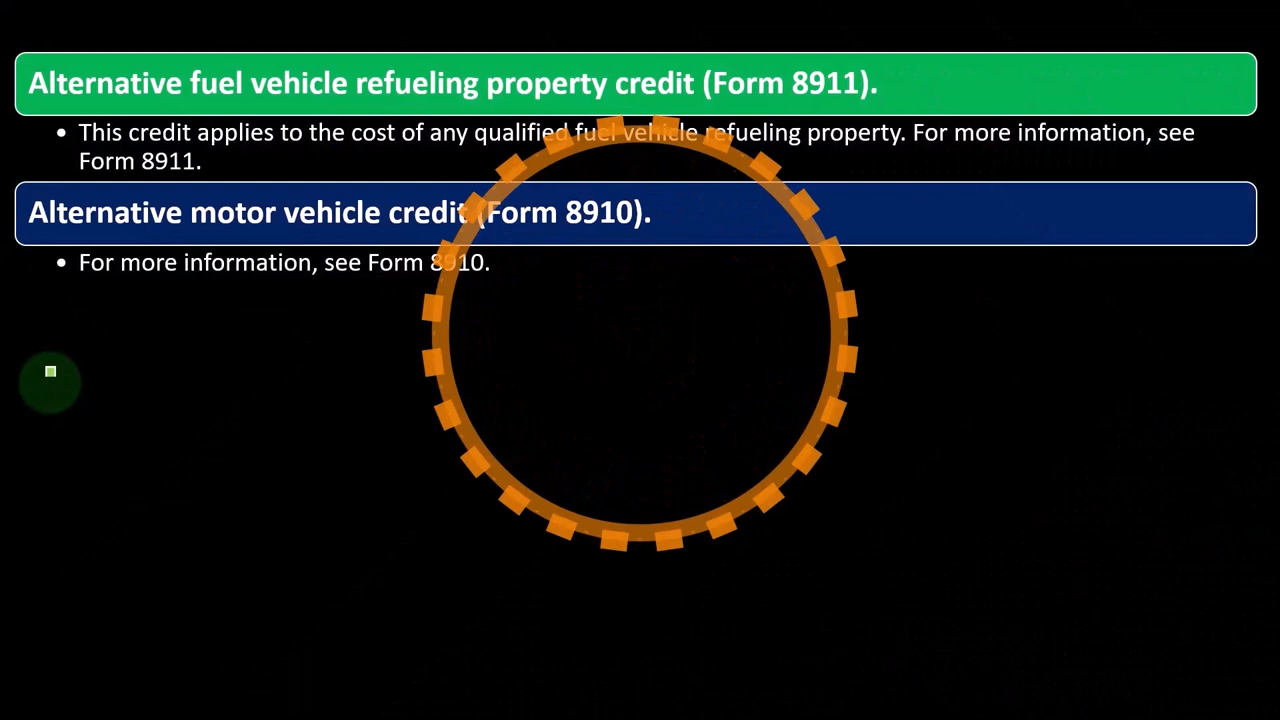 Alternative fuel vehicle refueling property credit (Form 8911).
• This credit applies to the cost of any qualified fuel vehicle refueling property. For more information, see
Form 8911.
Alternative motor vehicle credit (Form 8910).
• For more information, see Form 8910.